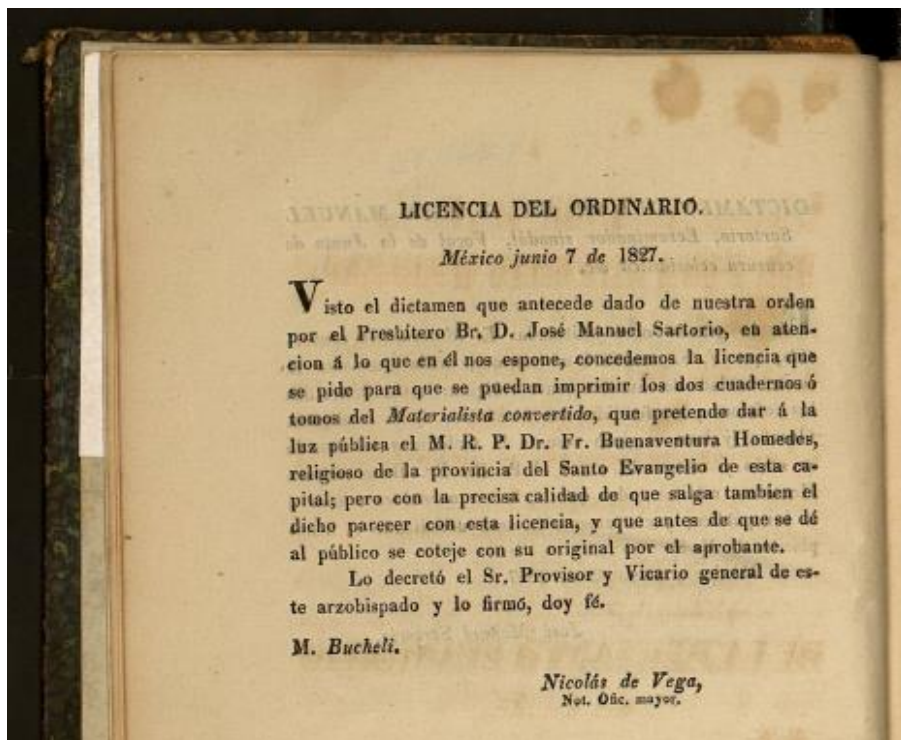 LICENCIA DEL ORDINARIO.
México junio 7 de 1827.
Visto el dictamen que antecede dado de nuestra orden
por el Presbítero Br. D. José Manuel Sartorio, en aten-
cion á lo que en él nos espone, concedemos la licencia que
se pide para que se puedan imprimir los dos cuadernos ó
tomos del Materialista convertido, que pretende dar á la
luz pública el M. R. P. Dr. Fr. Buenaventura Homedes,
religioso de la provincia del Santo Evangelio de esta ca-
pital; pero con la precisa calidad de que salga tambien el
dicho parecer con esta licencia, y que antes de que se dé
al público se coteje con su original por el aprobante.
Lo decretó el Sr. Provisor y Vicario general de es-
te arzobispado y lo firmó, doy fé.
M. Bucheli.
Nicolás de Vega,
Not. Ofic. mayor.